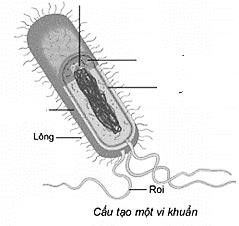 Lông
Roi
Cấu tạo một vi khuẩn